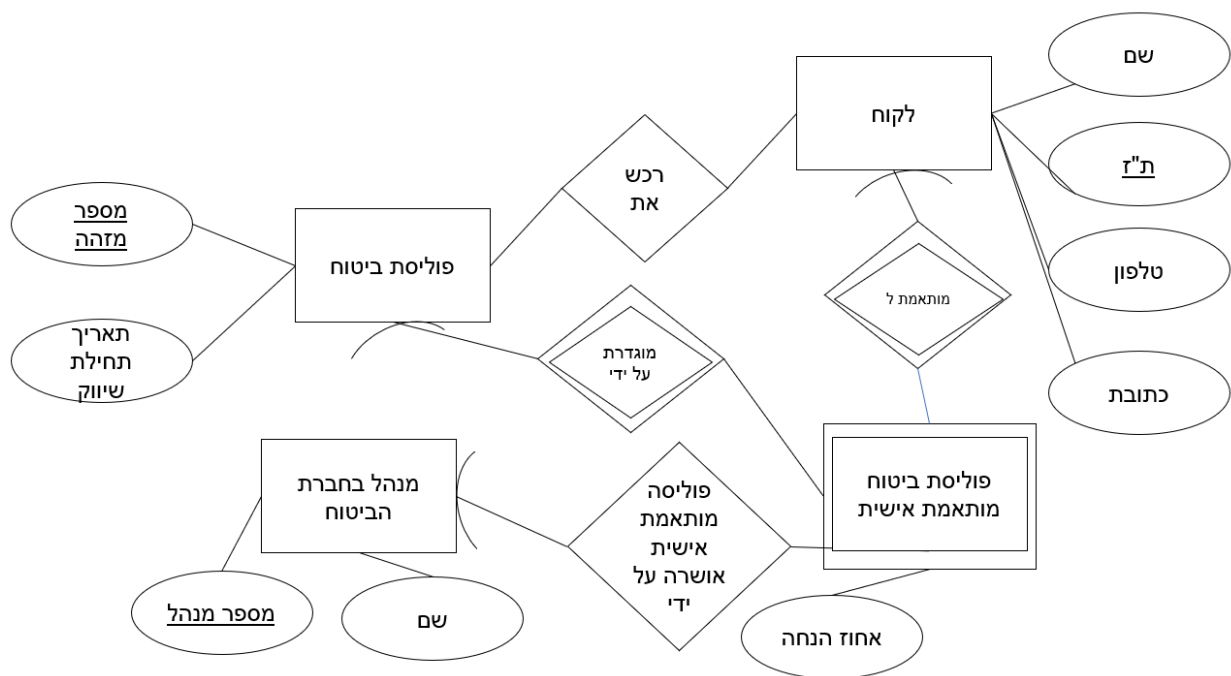 שם
לקוח
ת"ז
רכש
את
מספר
מזהה
פוליסת ביטוח
טלפון
מותאמת ל
תאריך
תחילת
שיווק
מוגדרת
על ידי
כתובת
מנהל בחברת
הביטוח
פוליסה
מותאמת
אישית
אושרה על
ידי
פוליסת ביטוח
מותאמת אישית
מספר מנהל
שם
אחוז הנחה